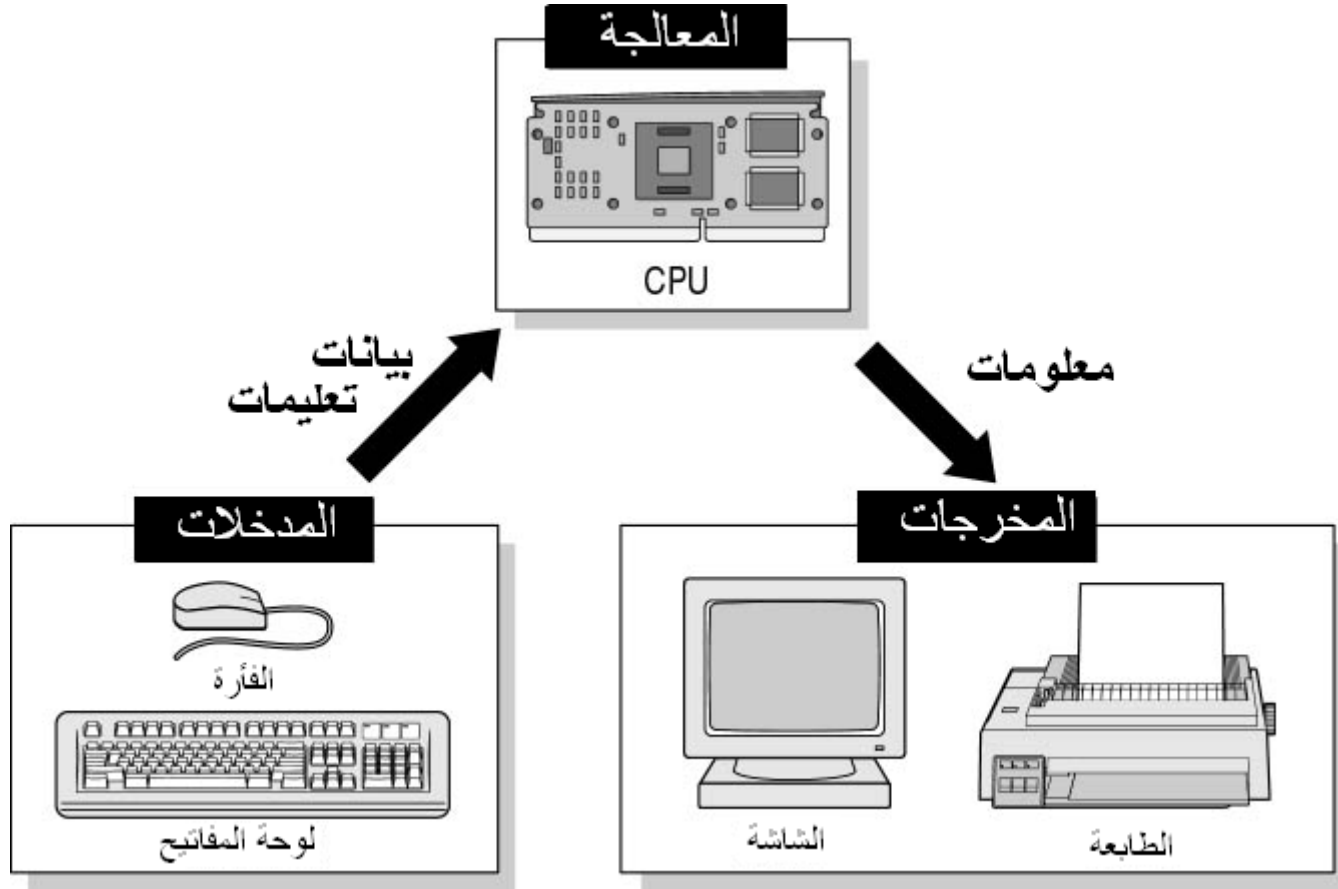 المعالجة
CPU
بيانات
تعليمات
معلومات
المدخلات
الفأرة
لوحة المفاتيح
المخرجات
الشاشة
الطابعة